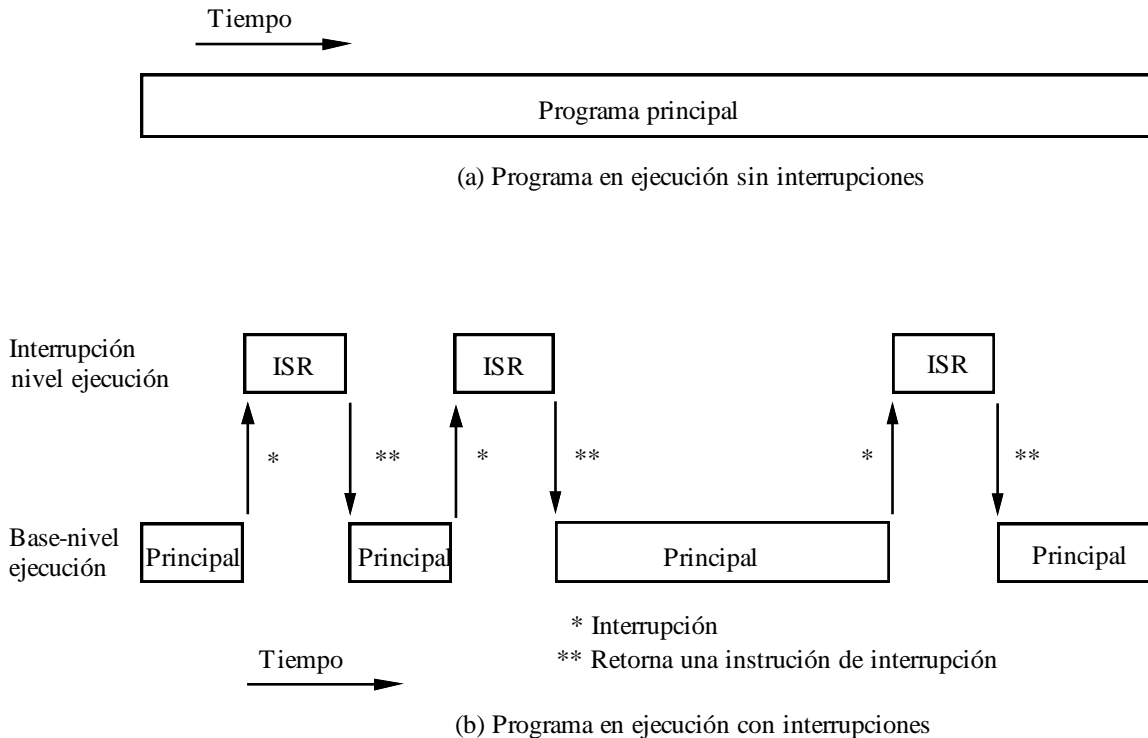 Tiempo
Programa principal
(a) Programa en ejecución sin interrupciones
Interrupción
nivel ejecución
ISR
ISR
ISR
*
**
*
**
*
**
Base-nivel
ejecución
Principal
Principal
Principal
Principal
* Interrupción
** Retorna una instrución de interrupción
Tiempo
(b) Programa en ejecución con interrupciones